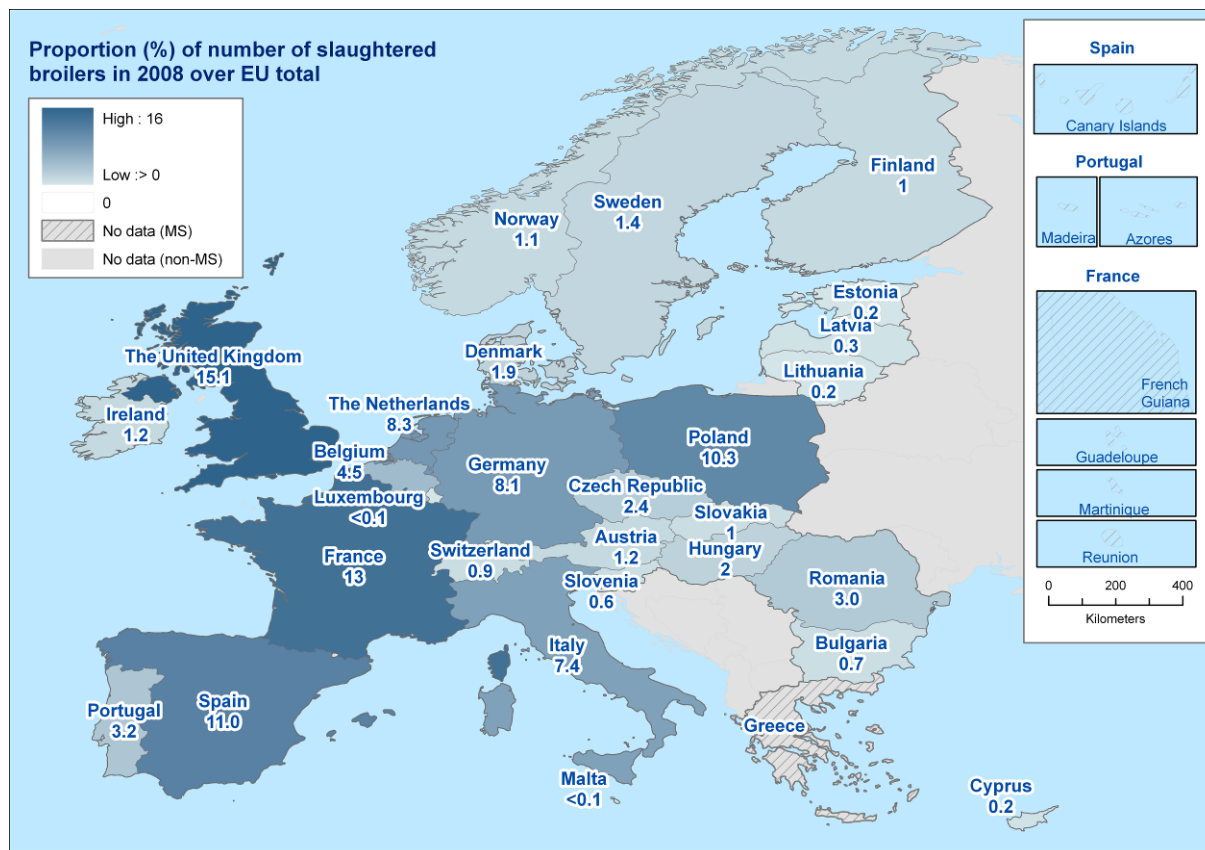 Proportion (%) of number of slaughtered
broilers in 2008 over EU total
High : 16
Low :> 0
0
No data (MS)
No data (non-MS)
Finland
1
Sweden
1.4
Norway
1.1
Estonia
0.2
Latvia
0.3
Lithuania
0.2
Denmark
1.9
The United Kingdom
15.1
Ireland
1.2
The Netherlands
8.3
Belgium
4.5
Luxembourg
<0.1
Germany
8.1
Poland
10.3
Czech Republic
2.4
Slovakia
1
Austria
1.2
Hungary
2
Switzerland
0.9
Slovenia
0.6
France
13
Romania
3.0
Bulgaria
0.7
Italy
7.4
Portugal
3.2
Spain
11.0
Greece
Malta
<0.1
Cyprus
0.2
Spain
Canary Islands
Portugal
Madeira
Azores
France
French
Guiana
Guadeloupe
Martinique
Reunion
0 200 400
Kilometers